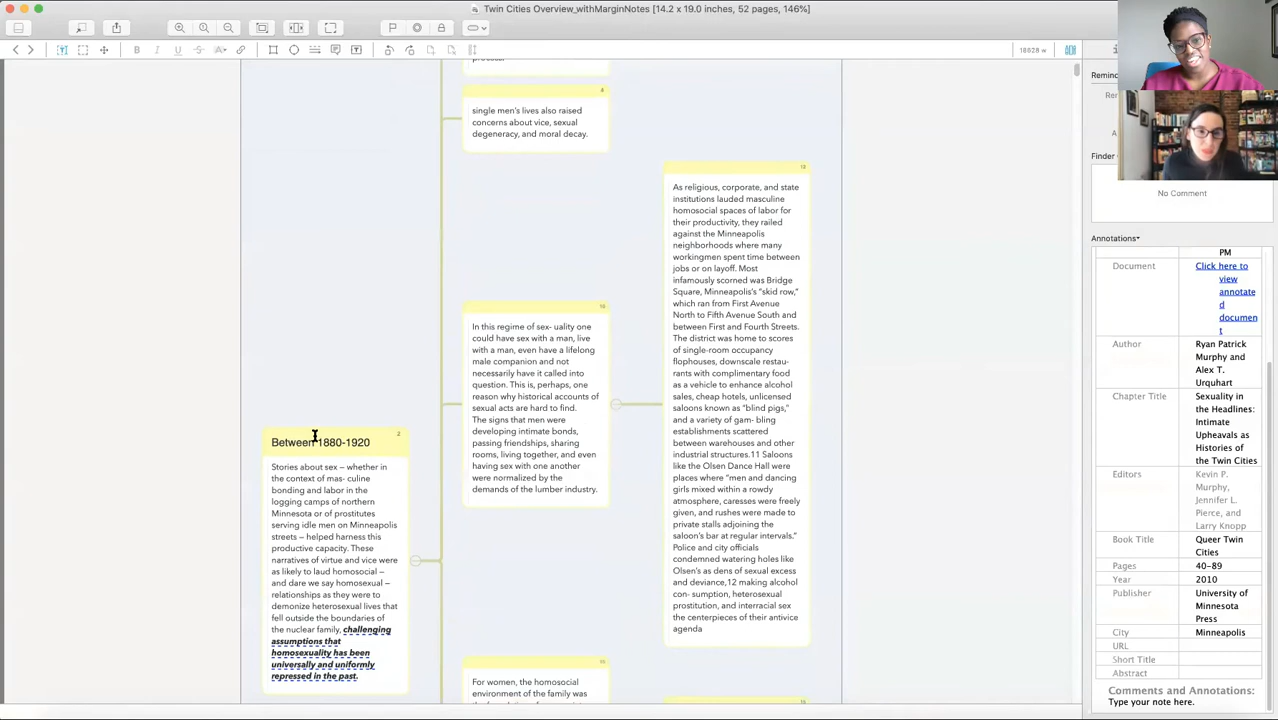 Twin Cities Overview_withMarginNotes [14.2 x 19.0 inches, 52 pages, 146%]
B
I
U
S
A
T
18628 w
4
single men's lives also raised
concerns about vice, sexual
degeneracy, and moral decay.
10
In this regime of sex- uality one
could have sex with a man, live
with a man, even have a lifelong
male companion and not
necessarily have it called into
question. This is, perhaps, one
reason why historical accounts of
sexual acts are hard to find.
The signs that men were
developing intimate bonds,
passing friendships, sharing
rooms, living together, and even
having sex with one another
were normalized by the
demands of the lumber industry.
2
Between 1880-1920
Stories about sex – whether in
the context of mas- culine
bonding and labor in the
logging camps of northern
Minnesota or of prostitutes
serving idle men on Minneapolis
streets – helped harness this
productive capacity. These
narratives of virtue and vice were
as likely to laud homosocial –
and dare we say homosexual –
relationships as they were to
demonize heterosexual lives that
fell outside the boundaries of
the nuclear family, challenging
assumptions that
homosexuality has been
universally and uniformly
repressed in the past.
For women, the homosocial
environment of the family was
As religious, corporate, and state
institutions lauded masculine
homosocial spaces of labor for
their productivity, they railed
against the Minneapolis
neighborhoods where many
workingmen spent time between
jobs or on layoff. Most
infamously scorned was Bridge
Square, Minneapolis's "skid row,"
which ran from First Avenue
North to Fifth Avenue South and
between First and Fourth Streets.
The district was home to scores
of single-room occupancy
flophouses, downscale restau-
rants with complimentary food
as a vehicle to enhance alcohol
sales, cheap hotels, unlicensed
saloons known as "blind pigs,"
and a variety of gam- bling
establishments scattered
between warehouses and other
industrial structures.11 Saloons
like the Olsen Dance Hall were
places where "men and dancing
girls mixed within a rowdy
atmosphere, caresses were freely
given, and rushes were made to
private stalls adjoining the
saloon's bar at regular intervals."
Police and city officials
condemned watering holes like
Olsen's as dens of sexual excess
and deviance,12 making alcohol
con- sumption, heterosexual
prostitution, and interracial sex
the centerpieces of their antivice
agenda
Remin
Rer
A
Finder
No Comment
Annotations
PM
Document
Click here to
view
annotate
d
documen
t
Author
Ryan Patrick
Murphy and
Alex T.
Urquhart
Chapter Title
Sexuality in
the Headlines:
Intimate
Upheavals as
Histories of
the Twin Cities
Editors
Kevin P.
Murphy,
Jennifer L.
Pierce, and
Larry Knopp
Book Title
Queer Twin
Cities
Pages
40-89
Year
2010
Publisher
University of
Minnesota
Press
City
Minneapolis
URL
Short Title
Abstract
Comments and Annotations:
Type your note here.